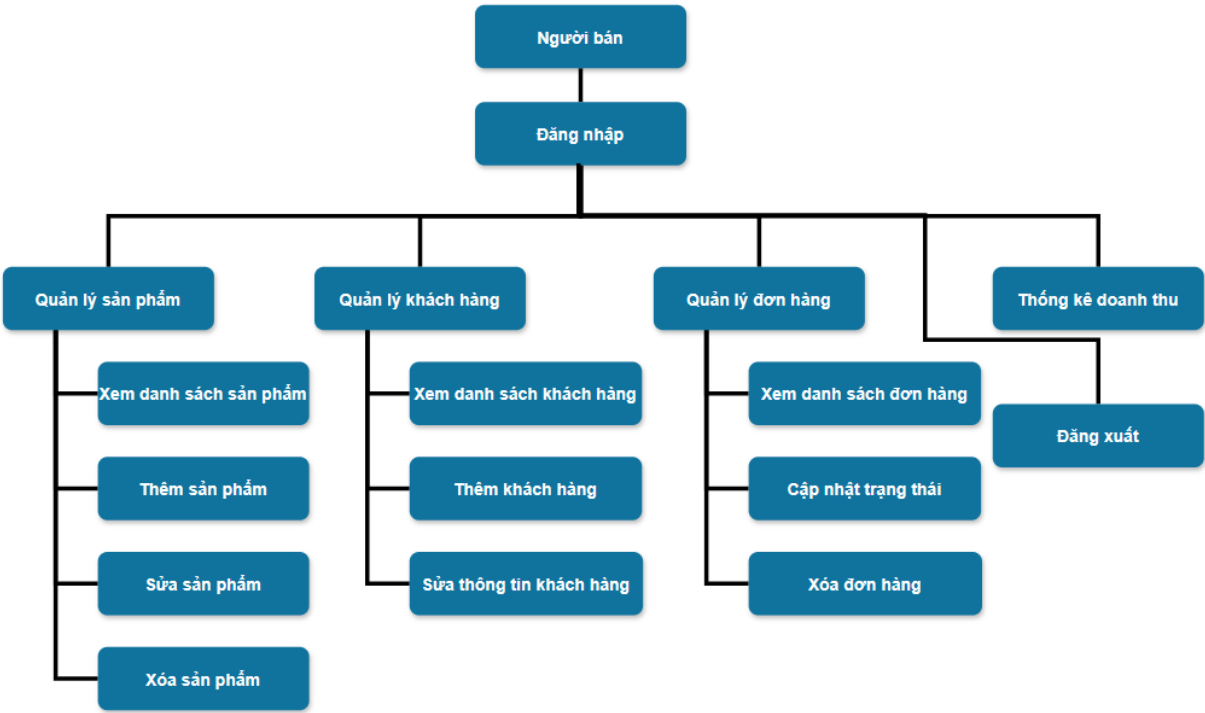 Người bán
Đăng nhập
Quản lý sản phẩm
Quản lý khách hàng
Quản lý đơn hàng
Thống kê doanh thu
Xem danh sách sản phẩm
Xem danh sách khách hàng
Xem danh sách đơn hàng
Đăng xuất
Thêm sản phẩm
Thêm khách hàng
Cập nhật trạng thái
Sửa sản phẩm
Sửa thông tin khách hàng
Xóa đơn hàng
Xóa sản phẩm